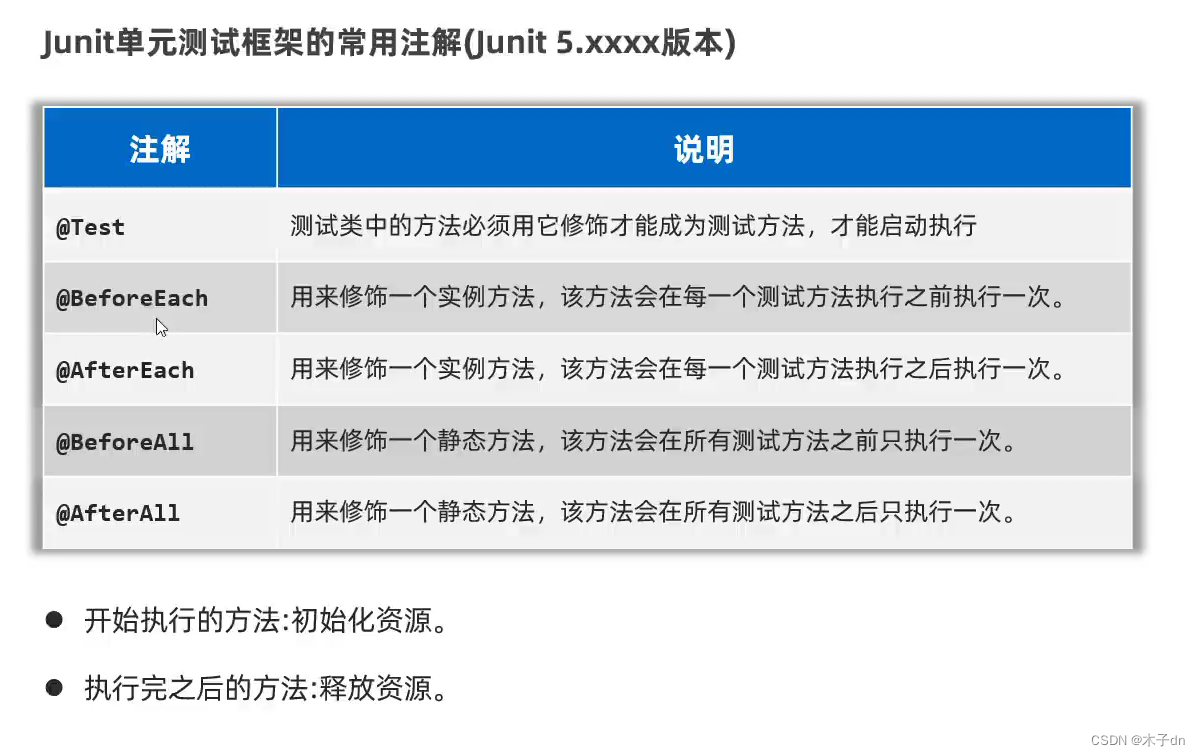 Junit单元测试框架的常用注解(Junit 5.xxxx版本)
注解 说明
@Test 测试类中的方法必须用它修饰才能成为测试方法，才能启动执行
@BeforeEach 用来修饰一个实例方法，该方法会在每一个测试方法执行之前执行一次。
@AfterEach 用来修饰一个实例方法，该方法会在每一个测试方法执行之后执行一次。
@BeforeAll 用来修饰一个静态方法，该方法会在所有测试方法之前只执行一次。
@AfterAll 用来修饰一个静态方法，该方法会在所有测试方法之后只执行一次。
● 开始执行的方法:初始化资源。
● 执行完之后的方法:释放资源。
CSDN @木子dn